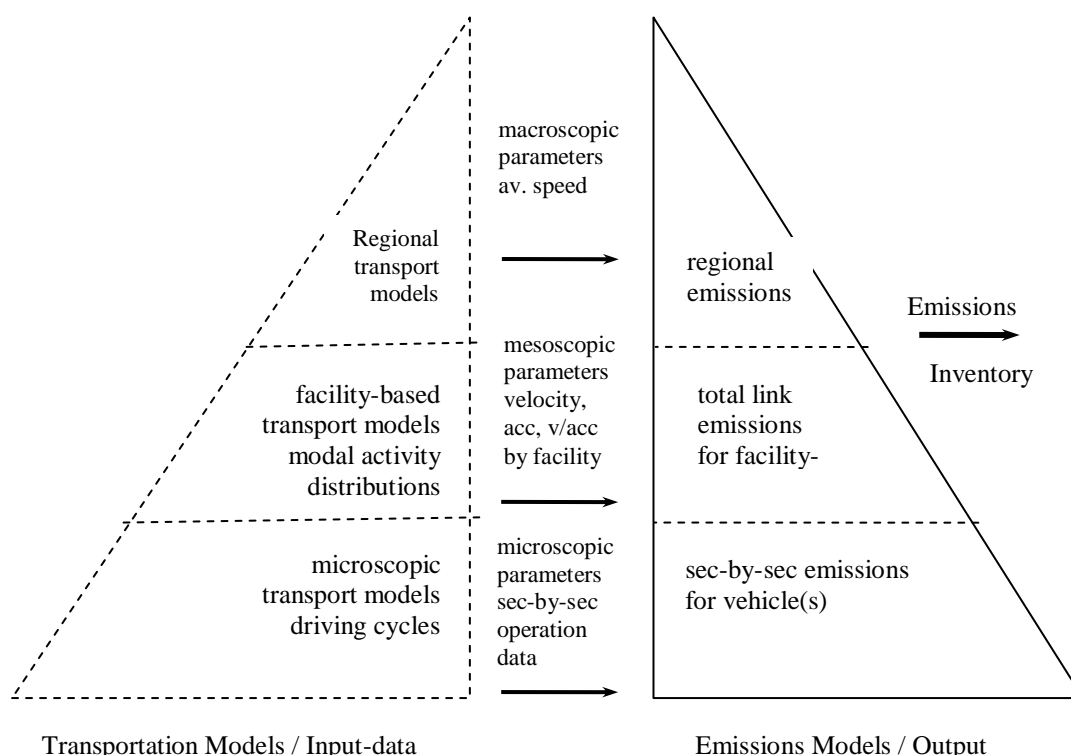 macroscopic
parameters
av. speed
Regional
transport
models
regional
emissions
Emissions
Inventory
mesoscopic
parameters
velocity,
acc, v/acc
by facility
facility-based
transport models
modal activity
distributions
total link
emissions
for facility-
microscopic
transport models
driving cycles
microscopic
parameters
sec-by-sec
operation
data
sec-by-sec emissions
for vehicle(s)
Transportation Models / Input-data
Emissions Models / Output